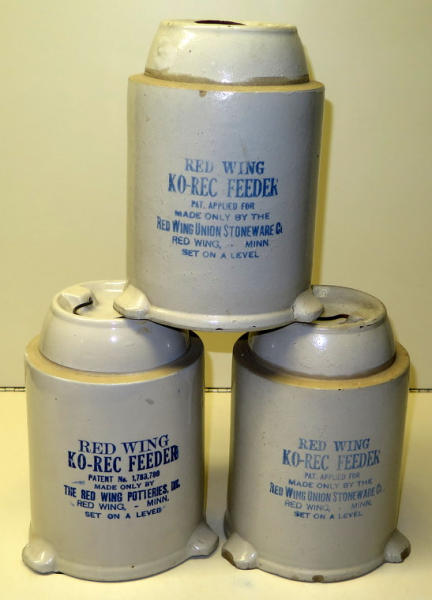 RED WING
KO-REC FEEDER
PAT. APPLIED FOR
MADE ONLY BY THE
RED WING UNION STONEWARE Co.
RED WING, - MINN.
SET ON A LEVEL
RED WING
KO-REC FEEDER
PATENT No. 1,783,780
MADE ONLY BY
THE RED WING POTTERIES, INC.
RED WING, - MINN.
SET ON A LEVEL
RED WING
KO-REC FEEDER
PAT. APPLIED FOR
MADE ONLY BY THE
RED WING UNION STONEWARE Co.
RED WING, - MINN.
SET ON A LEVEL